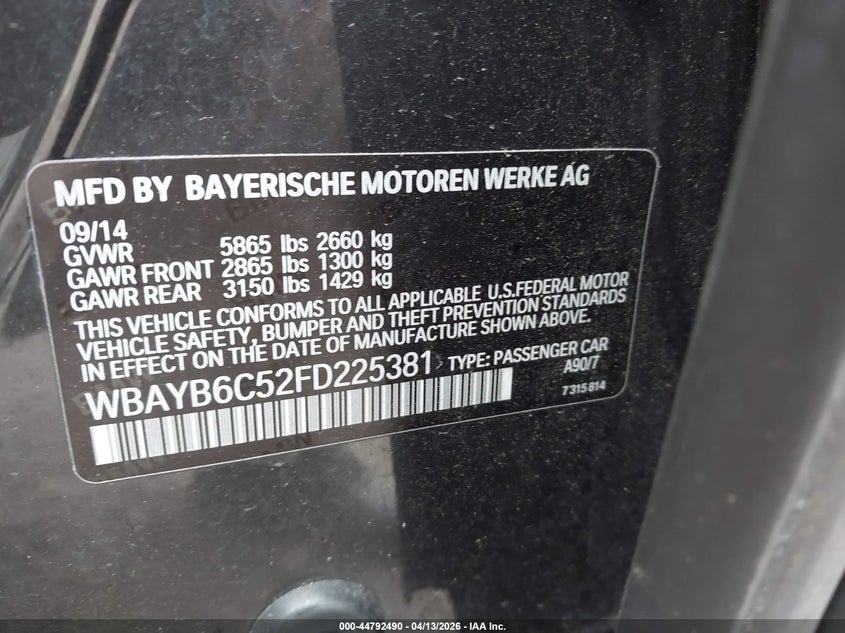 MFD BY BAYERISCHE MOTOREN WERKE AG
09/14
GVWR 5865 lbs 2660 kg
GAWR FRONT 2865 lbs 1300 kg
GAWR REAR 3150 lbs 1429 kg
THIS VEHICLE CONFORMS TO ALL APPLICABLE U.S.FEDERAL MOTOR
VEHICLE SAFETY, BUMPER AND THEFT PREVENTION STANDARDS
IN EFFECT ON THE DATE OF MANUFACTURE SHOWN ABOVE.
WBAYB6C52FD225381 TYPE: PASSENGER CAR
A90/7
7315814
000-44792490 - 04/13/2026 - IAA Inc.